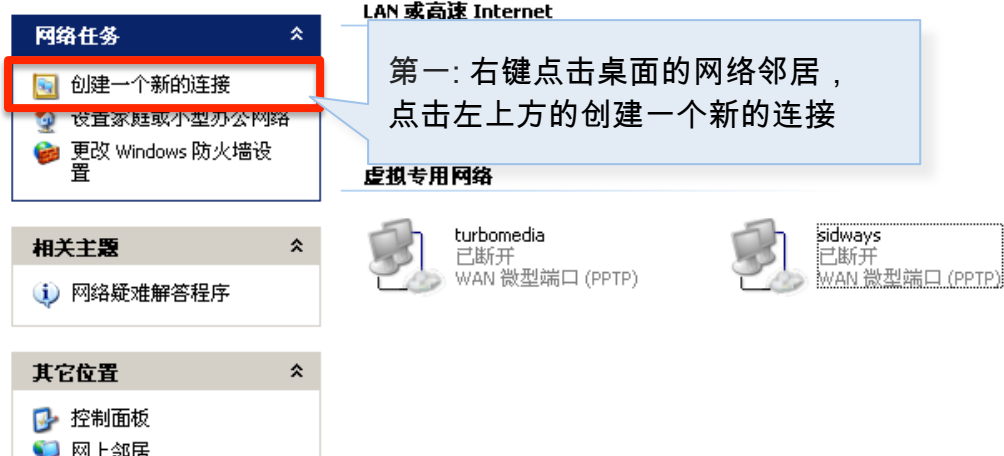 LAN 或高速 Internet
网络任务
创建一个新的连接
设置家庭或小型办公网络
更改 Windows 防火墙设
置
第一: 右键点击桌面的网络邻居，
点击左上方的创建一个新的连接
虚拟专用网络
turbomedia
已断开
WAN 微型端口 (PPTP)
sidways
已断开
WAN 微型端口 (PPTP)
相关主题
网络疑难解答程序
其它位置
控制面板
网上邻居